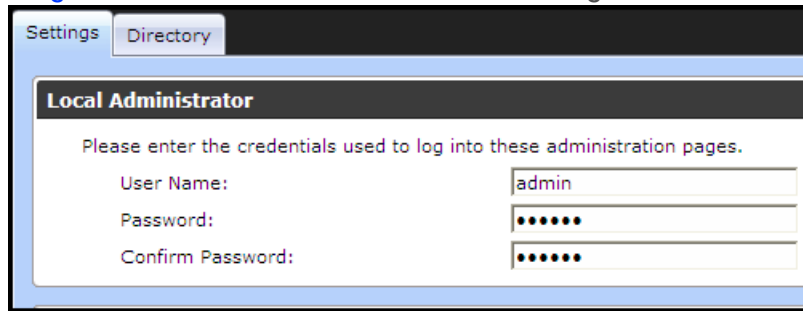 Settings Directory
Local Administrator
Please enter the credentials used to log into these administration pages.
User Name: admin
Password: ••••••
Confirm Password: ••••••